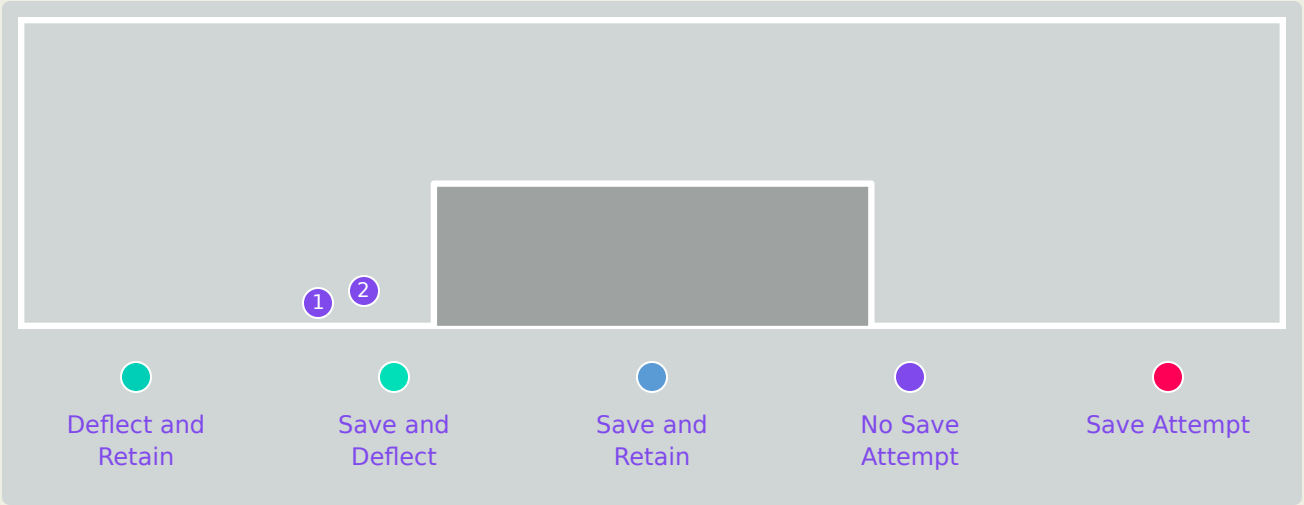 1
2
Deflect and
Retain
Save and
Deflect
Save and
Retain
No Save
Attempt
Save Attempt